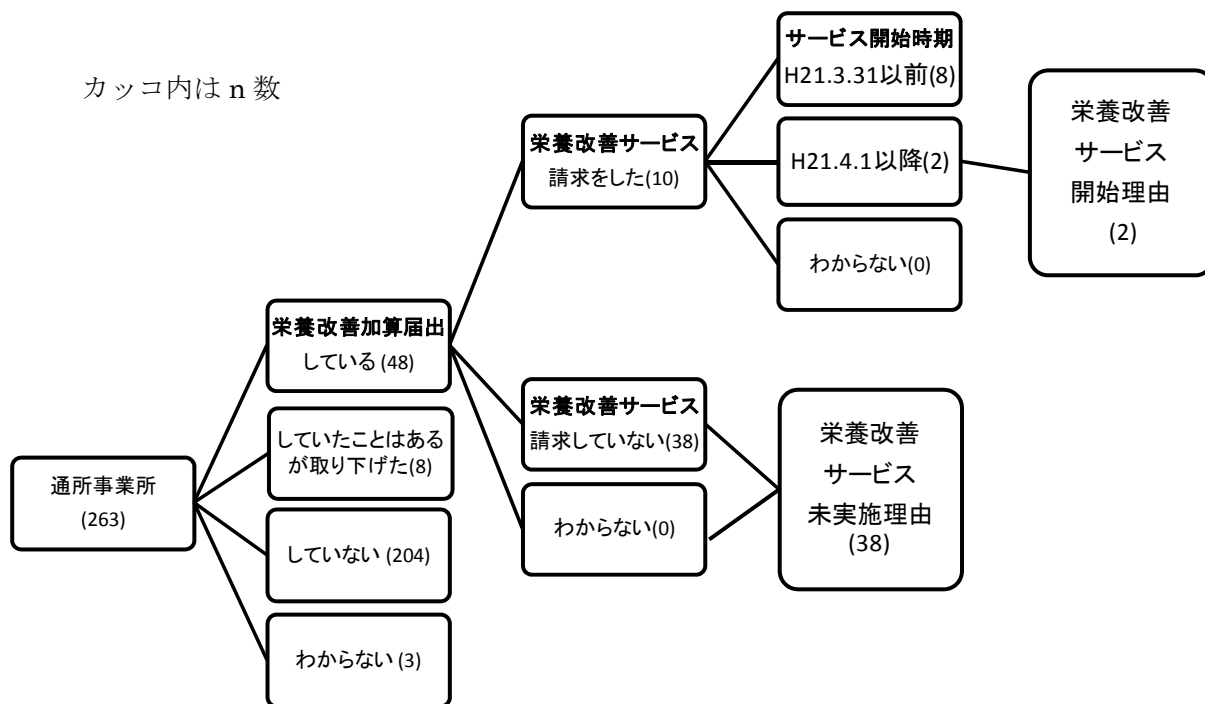 カッコ内は n 数
通所事業所
(263)
栄養改善加算届出
している (48)
していたことはある
が取り下げた(8)
していない (204)
わからない (3)
栄養改善サービス
請求をした(10)
栄養改善サービス
請求していない(38)
わからない(0)
サービス開始時期
H21.3.31以前(8)
H21.4.1以降(2)
わからない(0)
栄養改善
サービス
開始理由
(2)
栄養改善
サービス
未実施理由
(38)